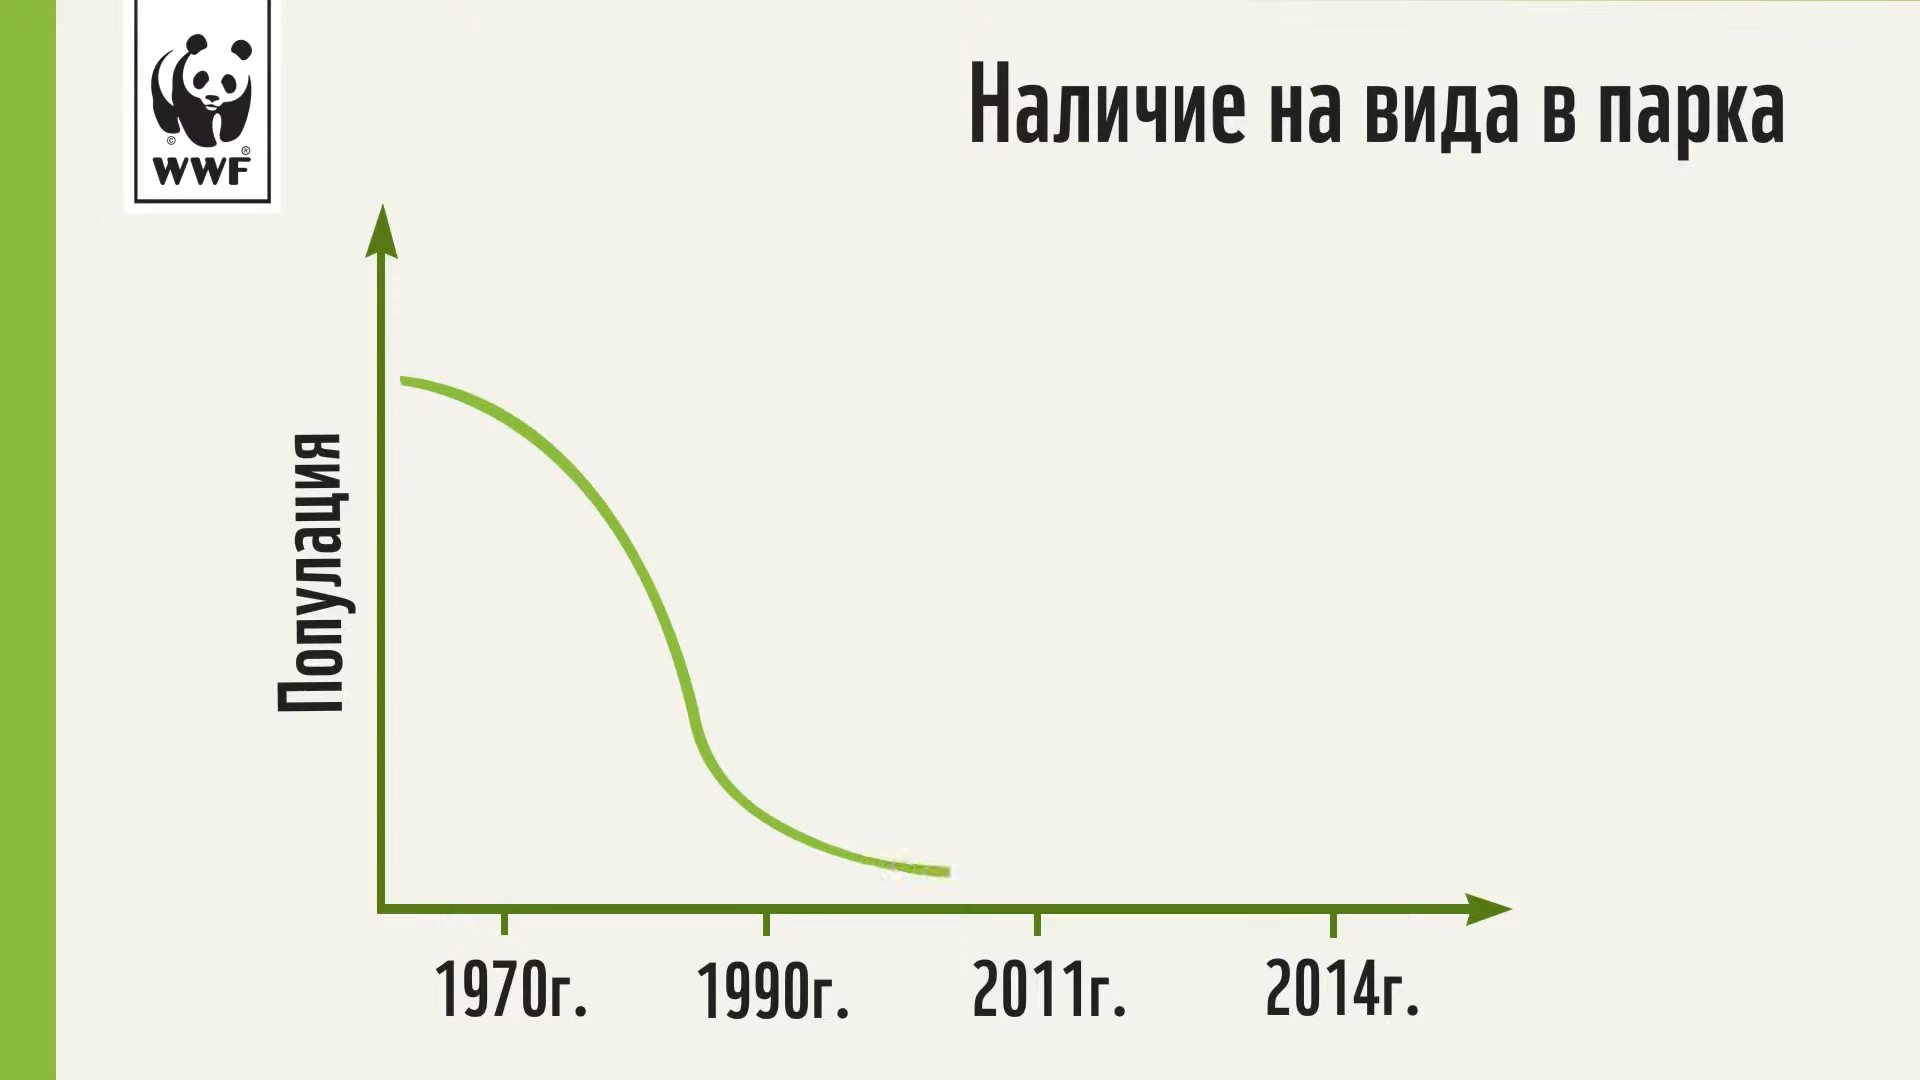 WWF
Наличие на вида в парка
Популация
1970г.
1990г.
2011г.
2014г.